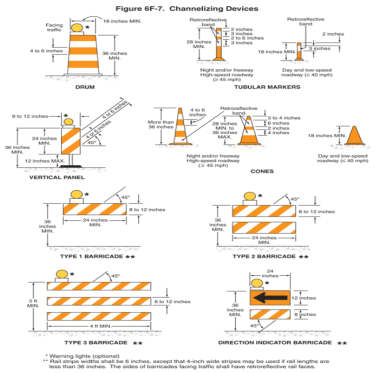 Figure 6F-7. Channelizing Devices
Facing
traffic
18 inches MIN.
4 to 6 inches
36 inches
MIN.
DRUM
Retroreflective
band
2 inches
3 inches
2 to 6 inches
3 inches
28 inches
MIN.
Night and/or freeway
High-speed roadway
(≥ 45 mph)
Retroreflective
band
2 inches
3 inches
18 inches MIN.
Day and low-speed
roadway (≤ 40 mph)
TUBULAR MARKERS
8 to 12 inches
4 to 6 inches
4 to 6 inches
45°
24 inches
MIN.
36 inches
MIN.
12 inches MAX.
VERTICAL PANEL
More than
36 inches
4 to 6
inches
Retroreflective
band
28 inches
MIN. to
36 inches
MAX.
3 to 4 inches
6 inches
2 inches
4 inches
Night and/or freeway
High-speed roadway
(≥ 45 mph)
18 inches MIN.
Day and low-speed
roadway (≤ 40 mph)
CONES
45°
8 to 12 inches
36
inches
MIN.
24 inches
MIN.
TYPE 1 BARRICADE ★★
45°
8 to 12 inches
36
inches
MIN.
24 inches
MIN.
TYPE 2 BARRICADE ★★
45°
5 ft
MIN.
8 to 12 inches
4 ft MIN.
TYPE 3 BARRICADE ★★
24
inches
12 inches
36
inches
MIN.
8 inches
45°
DIRECTION INDICATOR BARRICADE ★★
* Warning lights (optional)
** Rail stripe widths shall be 6 inches, except that 4-inch wide stripes may be used if rail lengths are
less than 36 inches. The sides of barricades facing traffic shall have retroreflective rail faces.